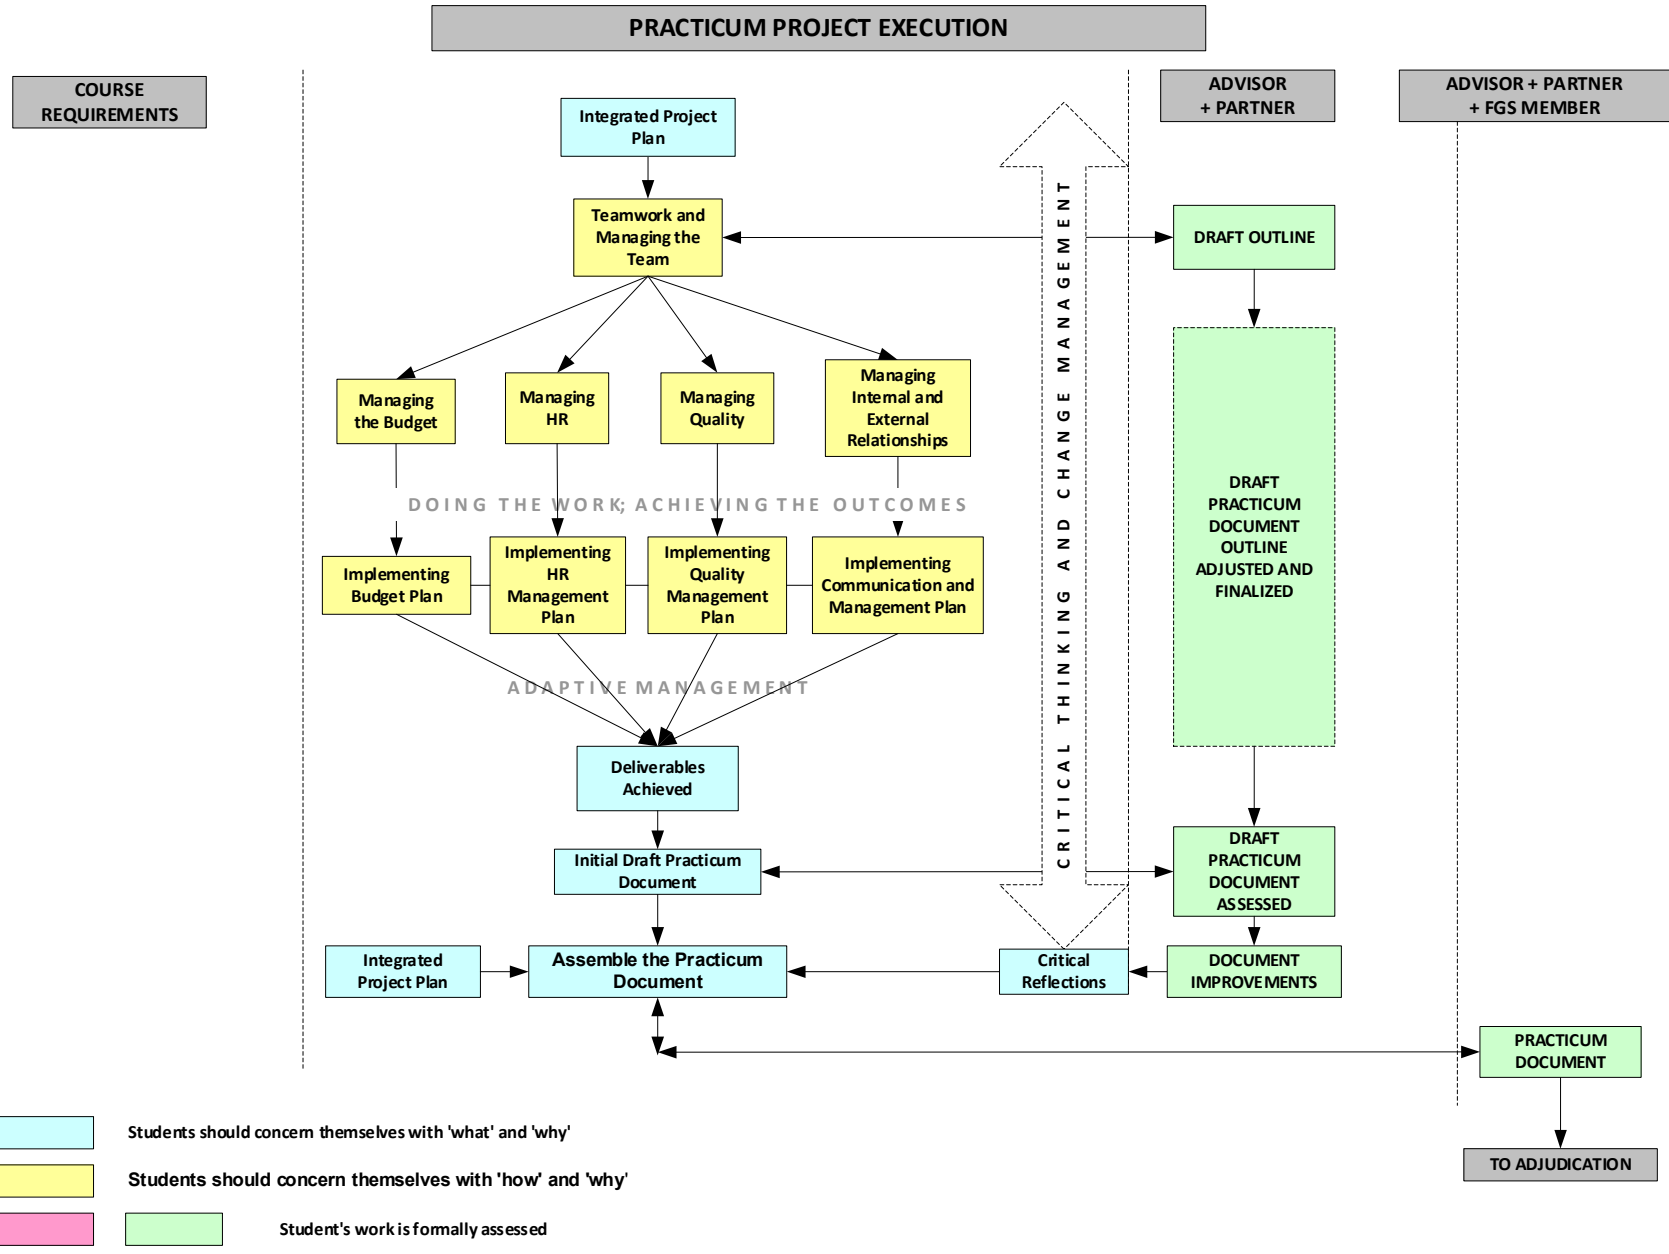 PRACTICUM PROJECT EXECUTION
COURSE
REQUIREMENTS
ADVISOR
+ PARTNER
ADVISOR + PARTNER
+ FGS MEMBER
Integrated Project
Plan
Teamwork and
Managing the
Team
DRAFT OUTLINE
Managing
the Budget
Managing
HR
Managing
Quality
Managing
Internal and
External
Relationships
DOING THE WORK; ACHIEVING THE OUTCOMES
Implementing
Budget Plan
Implementing
HR
Management
Plan
Implementing
Quality
Management
Plan
Implementing
Communication and
Management Plan
ADAPTIVE MANAGEMENT
CRITICAL THINKING AND CHANGE MANAGEMENT
DRAFT
PRACTICUM
DOCUMENT
OUTLINE
ADJUSTED AND
FINALIZED
Deliverables
Achieved
Initial Draft Practicum
Document
DRAFT
PRACTICUM
DOCUMENT
ASSESSED
Integrated
Project Plan
Assemble the Practicum
Document
Critical
Reflections
DOCUMENT
IMPROVEMENTS
PRACTICUM
DOCUMENT
TO ADJUDICATION
Students should concern themselves with 'what' and 'why'
Students should concern themselves with 'how' and 'why'
Student's work is formally assessed